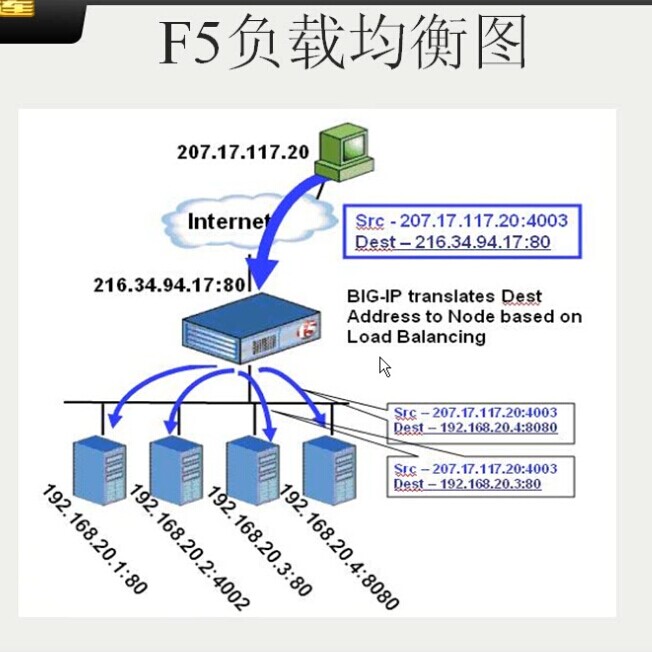 F5负载均衡图
207.17.117.20
Internet
Src - 207.17.117.20:4003
Dest – 216.34.94.17:80
216.34.94.17:80
BIG-IP translates Dest
Address to Node based on
Load Balancing
Src – 207.17.117.20:4003
Dest – 192.168.20.4:8080
Src – 207.17.117.20:4003
Dest – 192.168.20.3:80
192.168.20.1:80
192.168.20.2:4002
192.168.20.3:80
192.168.20.4:8080